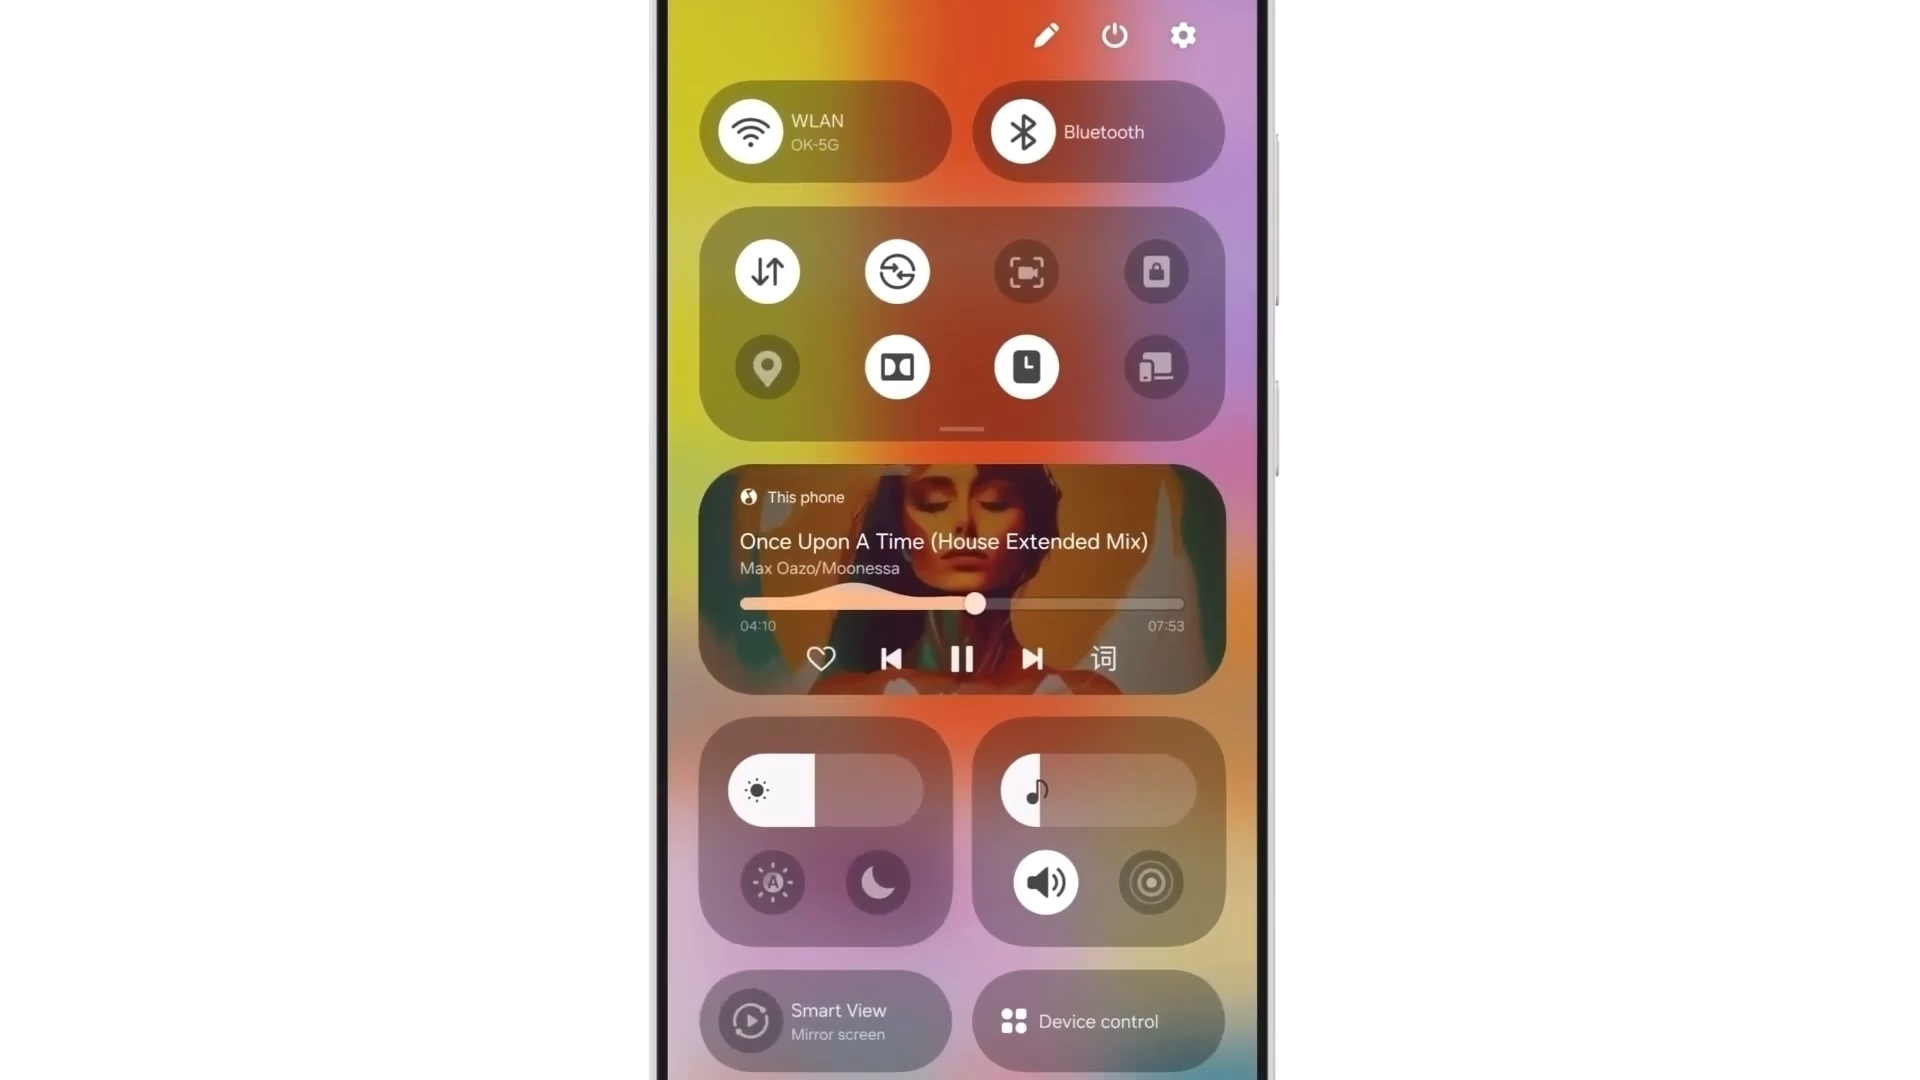 WLAN
OK-5G
Bluetooth
This phone
Once Upon A Time (House Extended Mix)
Max Oazo/Moonessa
04:10
07:53
词
A
Smart View
Mirror screen
Device control